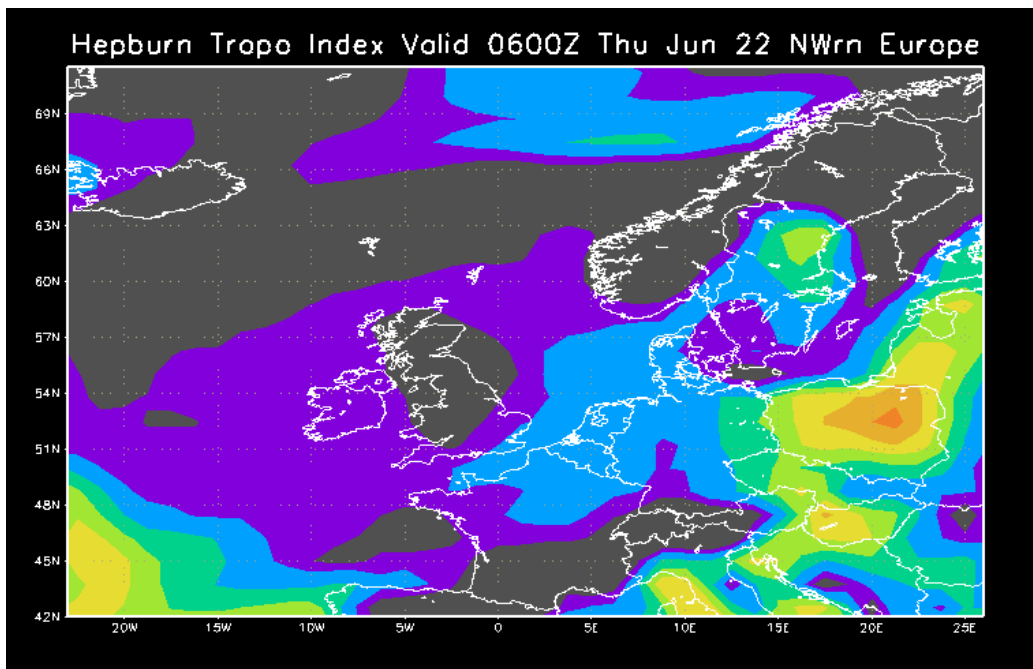 Hepburn Tropo Index Valid 0600Z Thu Jun 22 NWrn Europe
69N
66N
63N
60N
57N
54N
51N
48N
45N
42N
20W 15W 10W 5W 0 5E 10E 15E 20E 25E